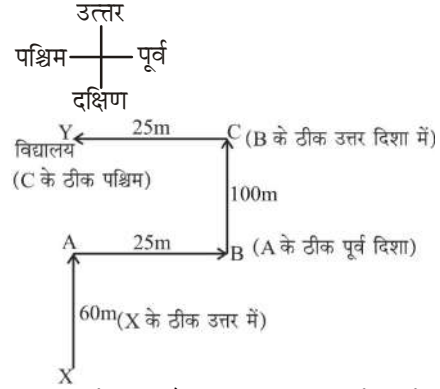 उत्तर
पश्चिम पूर्व
दक्षिण
Y 25m C (B के ठीक उत्तर दिशा में)
विद्यालय
(C के ठीक पश्चिम)
100m
A 25m B (A के ठीक पूर्व दिशा)
60m(X के ठीक उत्तर में)
X